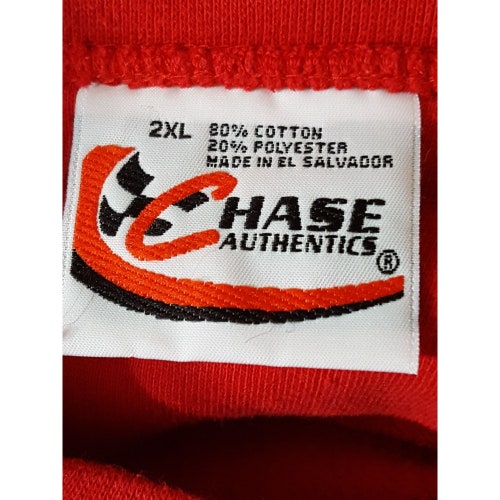 2XL 80% COTTON
20% POLYESTER
MADE IN EL SALVADOR
CHASE
AUTHENTICS®